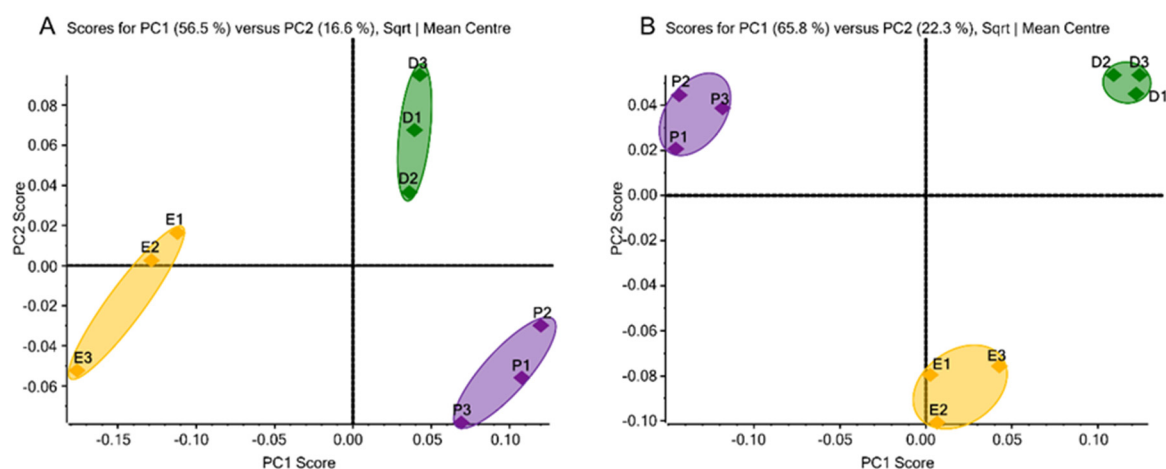 A Scores for PC1 (56.5 %) versus PC2 (16.6 %), Sqrt | Mean Centre
D3
0.08
D1
0.06
D2
0.04
PC2 Score
E1
0.02
E2
0.00
-0.02
P2
-0.04
E3
P1
-0.06
P3
-0.15 -0.10 -0.05 0.00 0.05 0.10
PC1 Score
B Scores for PC1 (65.8 %) versus PC2 (22.3 %), Sqrt | Mean Centre
D2 D3
P2
D1
P3
0.04
P1
0.02
0.00
PC2 Score
-0.02
-0.04
-0.06
E1 E3
-0.08
E2
-0.10
-0.10 -0.05 0.00 0.05 0.10
PC1 Score